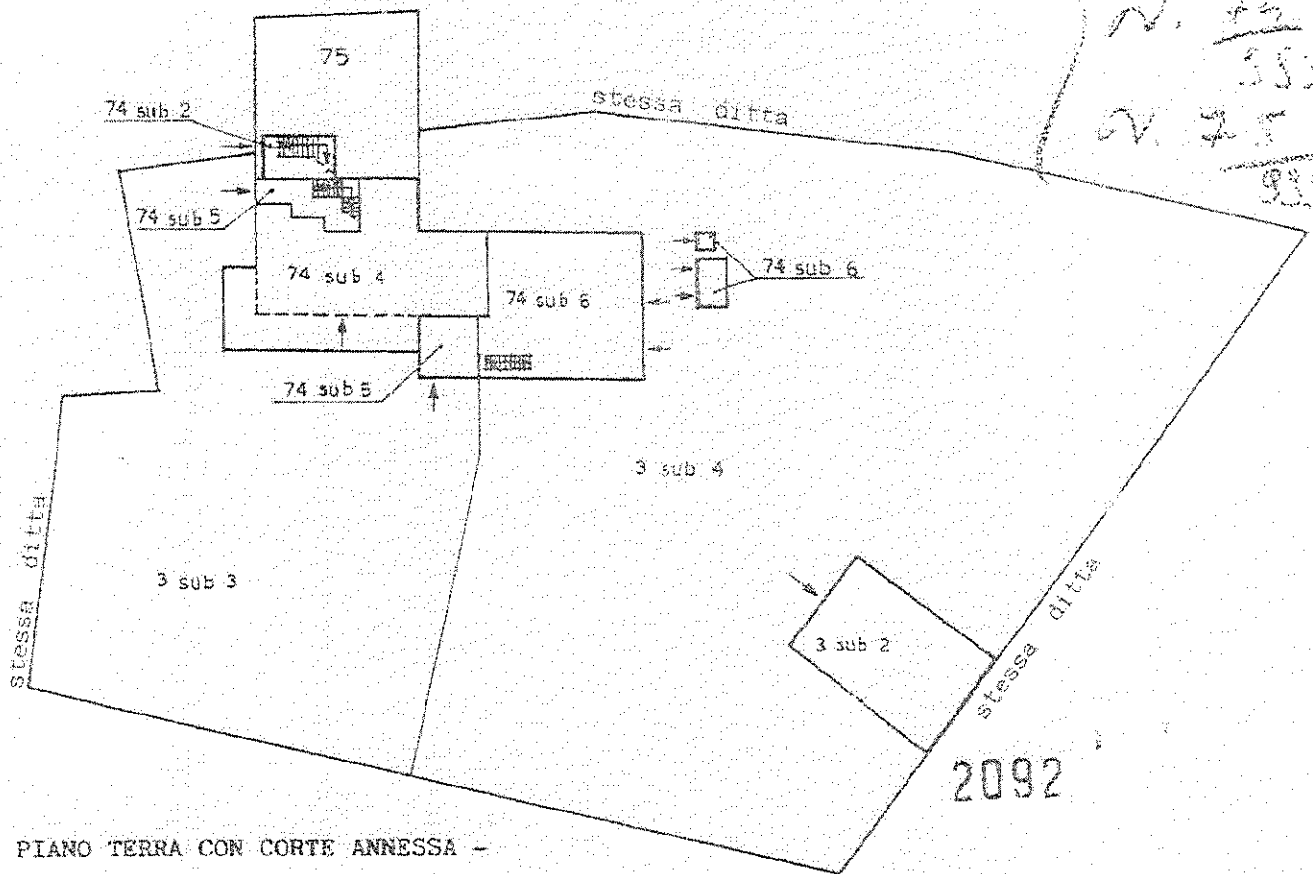 75
74 sub 2
stessa ditta
74 sub 5
74 sub 4
74 sub 6
74 sub 6
74 sub 5
3 sub 4
stessa ditta
3 sub 3
3 sub 2
stessa ditta
2092
PIANO TERRA CON CORTE ANNESSA -